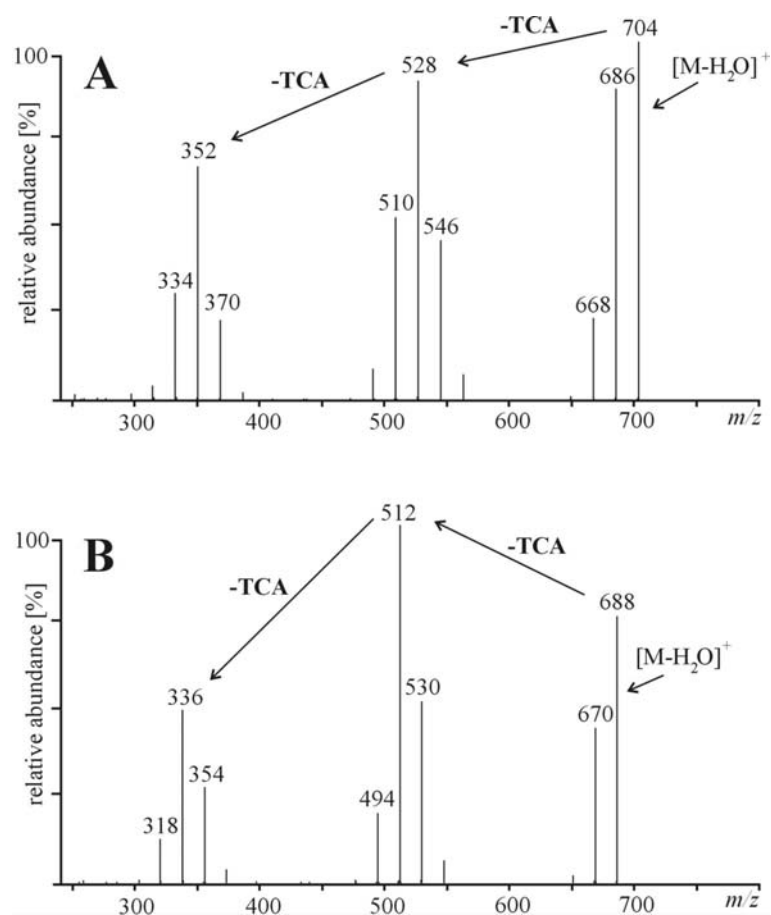 A
relative abundance [%]
100
-TCA
-TCA
704
[M-H₂O]⁺
686
528
352
510
546
334
370
668
300 400 500 600 700 m/z
B
relative abundance [%]
100
512
-TCA
-TCA
688
[M-H₂O]⁺
336
530
670
354
494
318
300 400 500 600 700 m/z